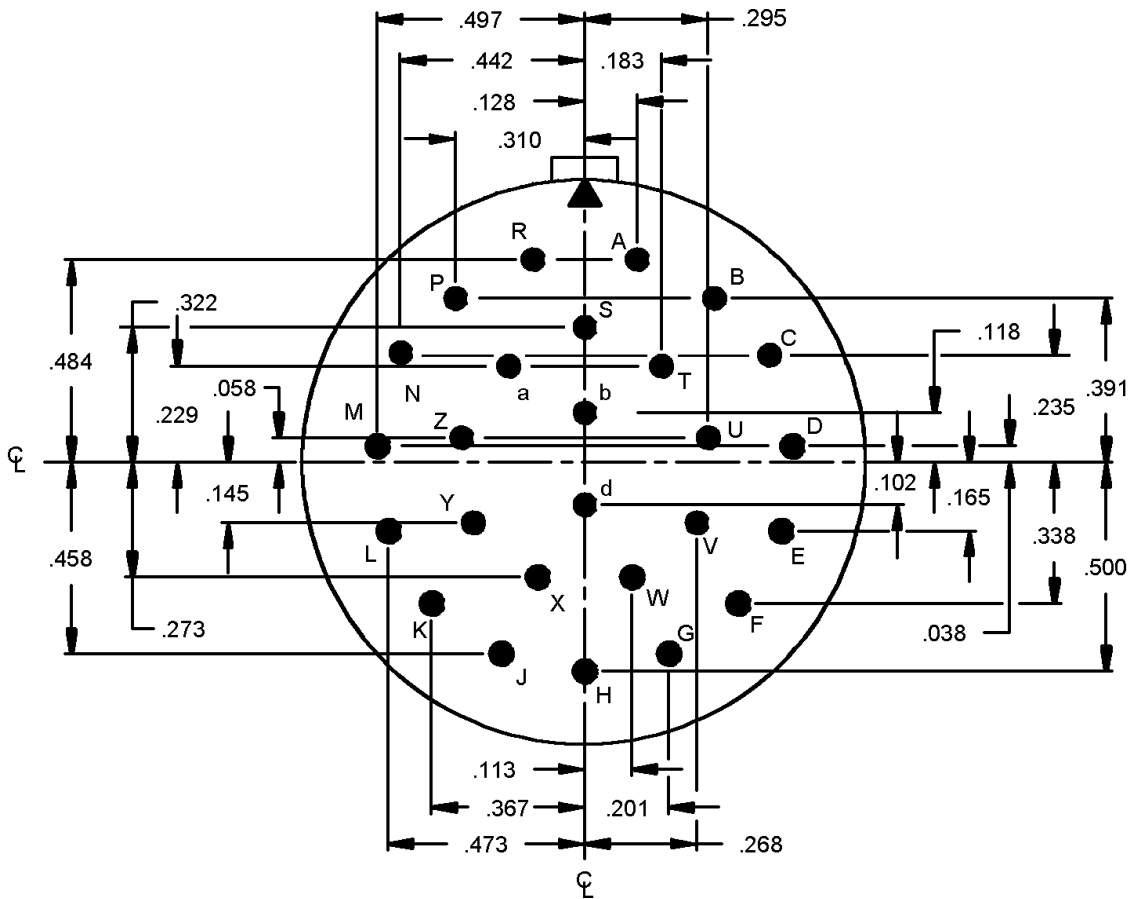 .497
.295
.442
.183
.128
.310
R
A
P
B
.322
S
.118
C
.484
N
a
T
.391
.058
b
.235
.229
M
Z
U
D
CL
.145
d
.102
.165
Y
.458
L
V
E
.338
.500
X
W
K
F
.273
G
.038
J
H
.113
.367
.201
.473
.268
CL